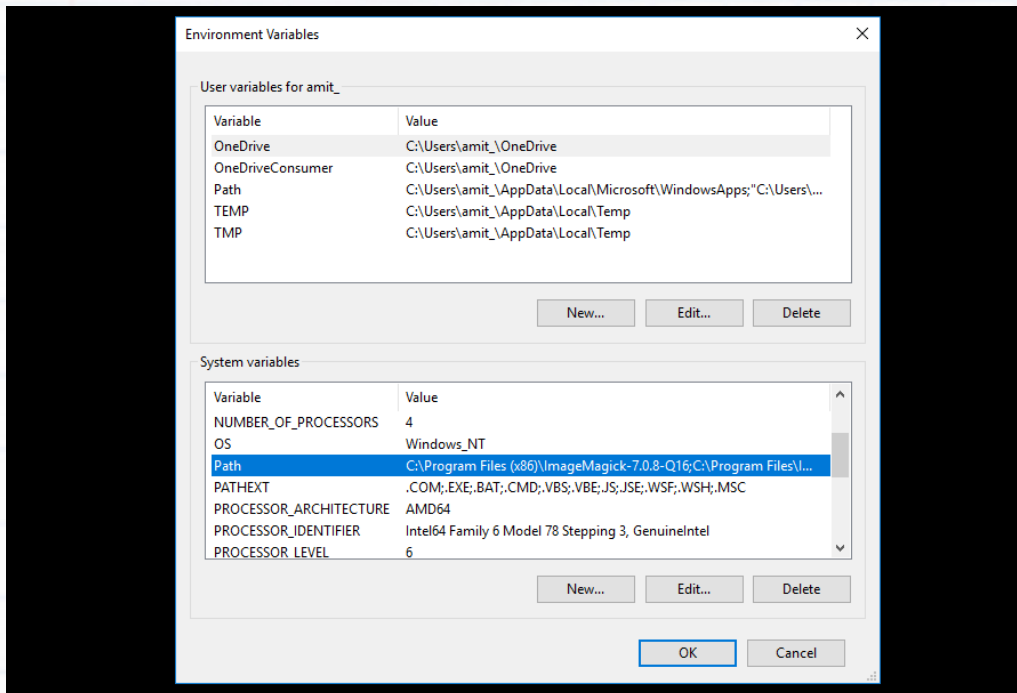 Environment Variables
User variables for amit_
Variable Value
OneDrive C:\Users\amit_\OneDrive
OneDriveConsumer C:\Users\amit_\OneDrive
Path C:\Users\amit_\AppData\Local\Microsoft\WindowsApps;"C:\Users\...
TEMP C:\Users\amit_\AppData\Local\Temp
TMP C:\Users\amit_\AppData\Local\Temp
New... Edit... Delete
System variables
Variable Value
NUMBER_OF_PROCESSORS 4
OS Windows_NT
Path C:\Program Files (x86)\ImageMagick-7.0.8-Q16;C:\Program Files\I...
PATHEXT .COM;.EXE;.BAT;.CMD;.VBS;.VBE;.JS;.JSE;.WSF;.WSH;.MSC
PROCESSOR_ARCHITECTURE AMD64
PROCESSOR_IDENTIFIER Intel64 Family 6 Model 78 Stepping 3, GenuineIntel
PROCESSOR_LEVEL 6
New... Edit... Delete
OK Cancel